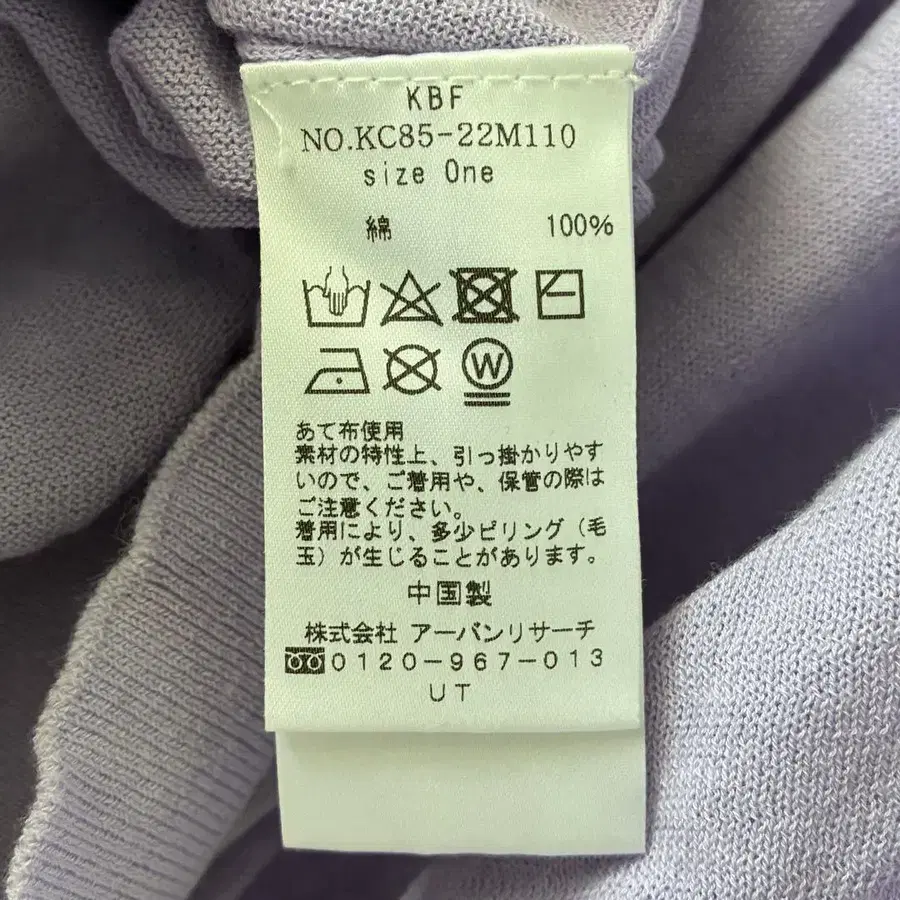 KBF
NO.KC85-22M110
size One
綿 100%
W
あて布使用
素材の特性上、引っ掛かりやす
いので、ご着用や、保管の際は
ご注意ください。
着用により、多少ピリング（毛
玉）が生じることがあります。
中国製
株式会社 アーバンリサーチ
0120-967-013
UT